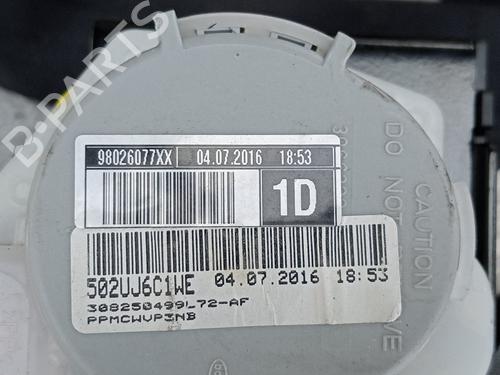 B-PARTS
98026077XX 04.07.2016 18:53
1D
502UJ6C1WE 04.07.2016 18:53
308250499L72-AF
PPMCWVP3NB
CAUTION
DO NOT